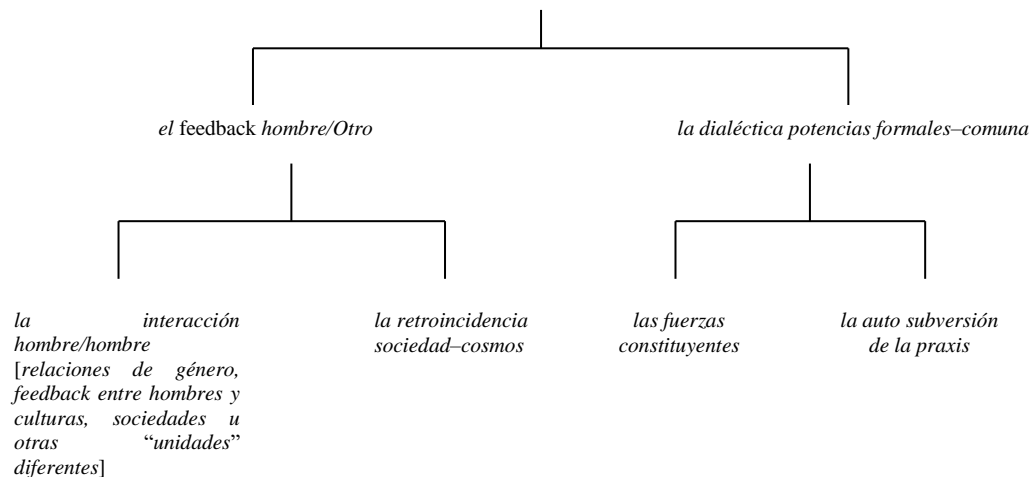 el feedback hombre/Otro
la dialéctica potencias formales–comuna
la interacción
hombre/hombre
[relaciones de género,
feedback entre hombres y
culturas, sociedades u
otras “unidades”
diferentes]
la retroincidencia
sociedad–cosmos
las fuerzas
constituyentes
la auto subversión
de la praxis